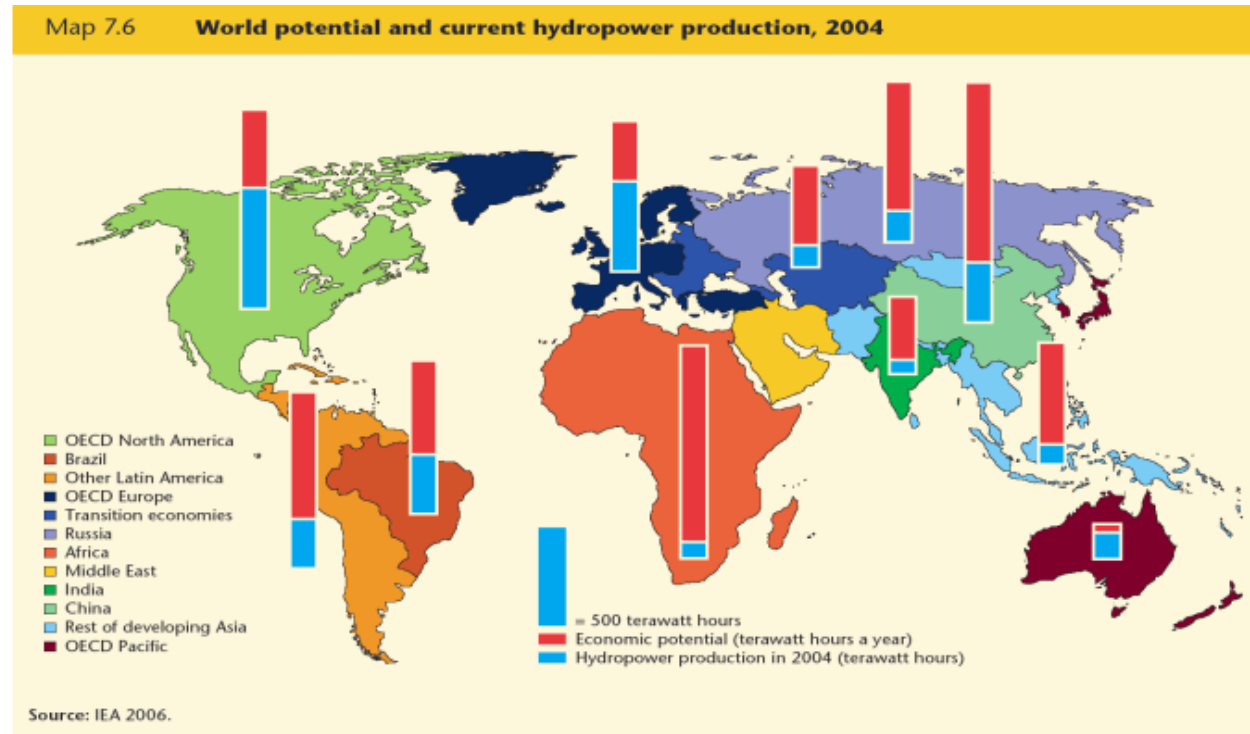 Map 7.6 World potential and current hydropower production, 2004
OECD North America
Brazil
Other Latin America
OECD Europe
Transition economies
Russia
Africa
Middle East
India
China
Rest of developing Asia
OECD Pacific
= 500 terawatt hours
Economic potential (terawatt hours a year)
Hydropower production in 2004 (terawatt hours)
Source: IEA 2006.